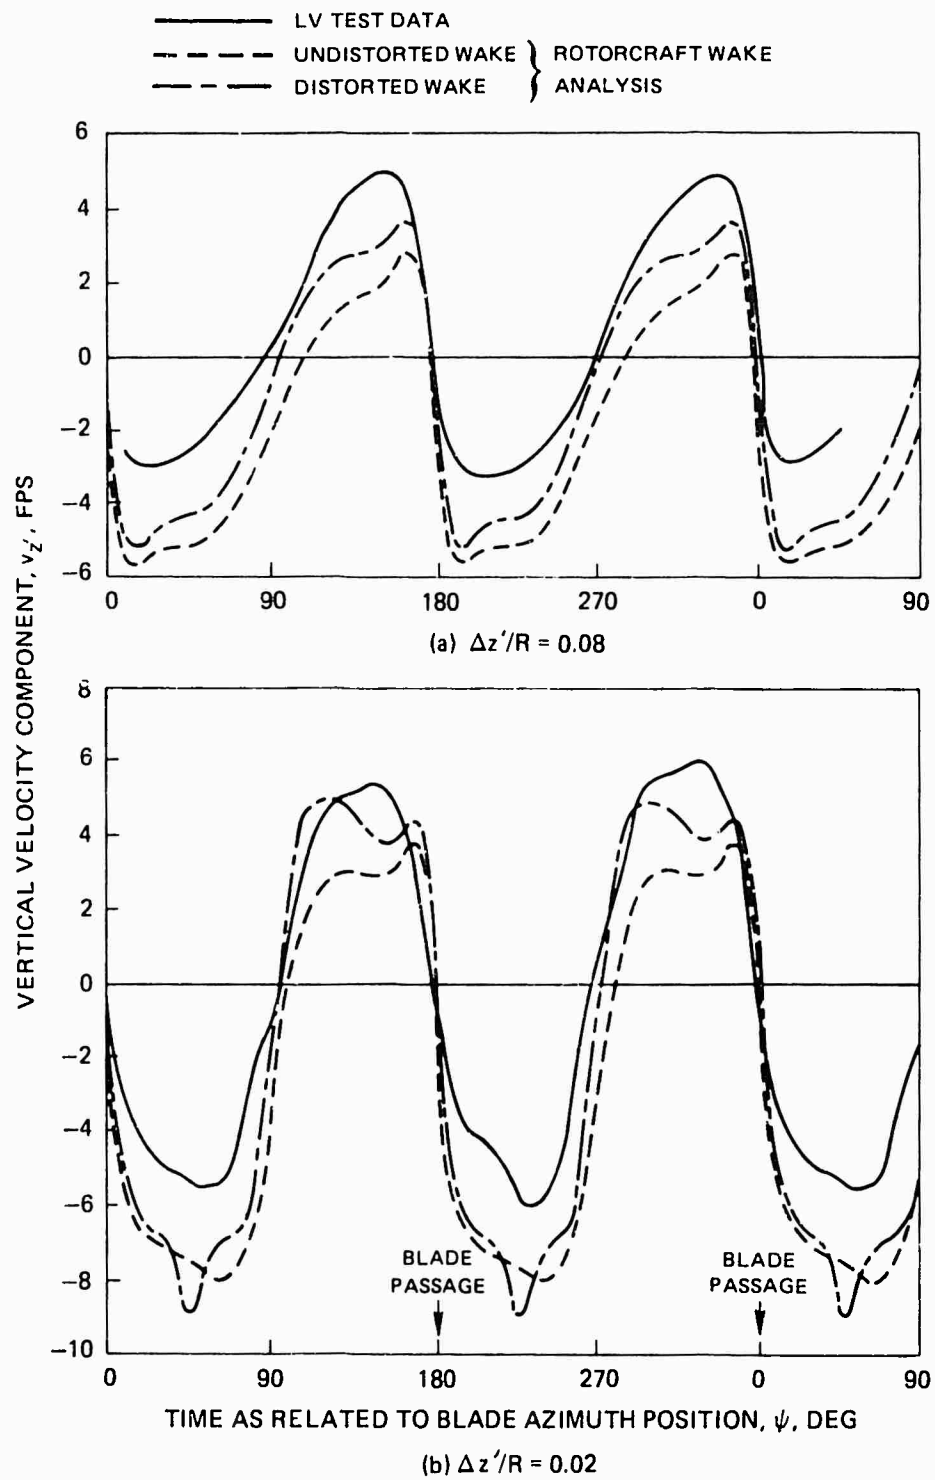 LV TEST DATA
UNDISTORTED WAKE } ROTORCRAFT WAKE
DISTORTED WAKE } ANALYSIS
6
4
2
0
−2
−4
−6
0 90 180 270 0 90
(a) Δz′/R = 0.08
VERTICAL VELOCITY COMPONENT, vz′, FPS
8
6
4
2
0
−2
−4
−6
−8
−10
BLADE
PASSAGE
BLADE
PASSAGE
0 90 180 270 0 90
TIME AS RELATED TO BLADE AZIMUTH POSITION, ψ, DEG
(b) Δz′/R = 0.02